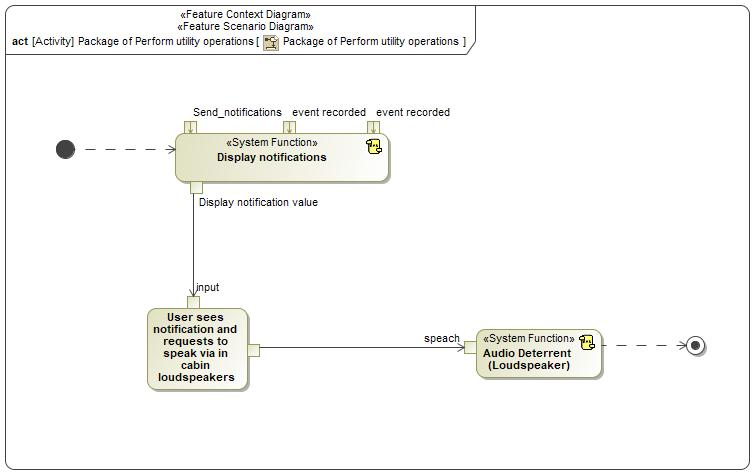 «Feature Context Diagram»
«Feature Scenario Diagram»
act [Activity] Package of Perform utility operations [ Package of Perform utility operations ]
Send_notifications event recorded event recorded
«System Function»
Display notifications
Display notification value
input
User sees
notification and
requests to
speak via in
cabin
loudspeakers
speach
«System Function»
Audio Deterrent
(Loudspeaker)